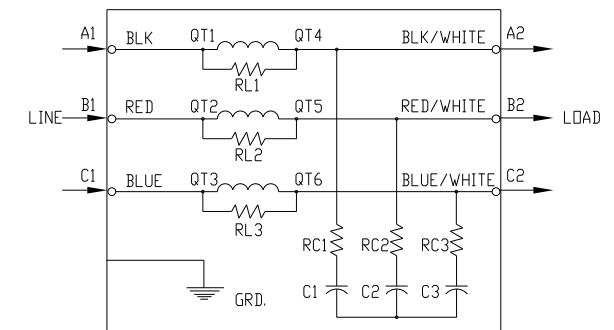 A1 BLK QT1 QT4 BLK/WHITE A2
RL1
LINE B1 RED QT2 QT5 RED/WHITE B2 LOAD
RL2
C1 BLUE QT3 QT6 BLUE/WHITE C2
RL3
RC1 RC2 RC3
C1 C2 C3
GRD.